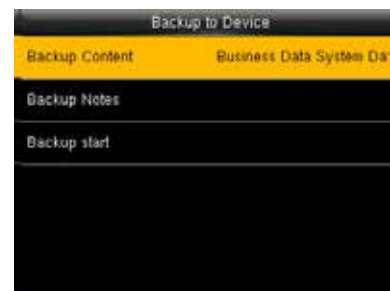 Backup to Device
Backup Content Business Data System Da
Backup Notes
Backup start